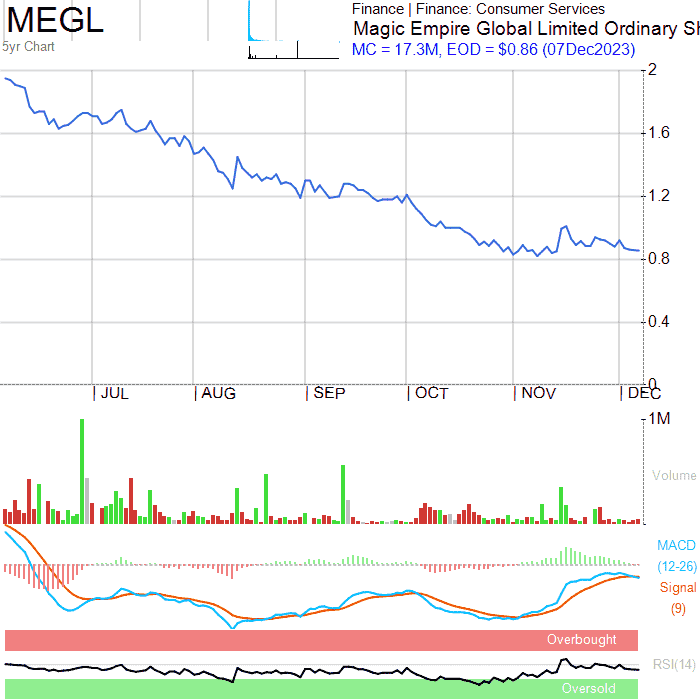 MEGL
5yr Chart
Finance | Finance: Consumer Services
Magic Empire Global Limited Ordinary Sh
MC = 17.3M, EOD = $0.86 (07Dec2023)
2
1.6
1.2
0.8
0.4
0
JUL AUG SEP OCT NOV DEC
1M
Volume
MACD
(12-26)
Signal
(9)
Overbought
RSI(14)
Oversold